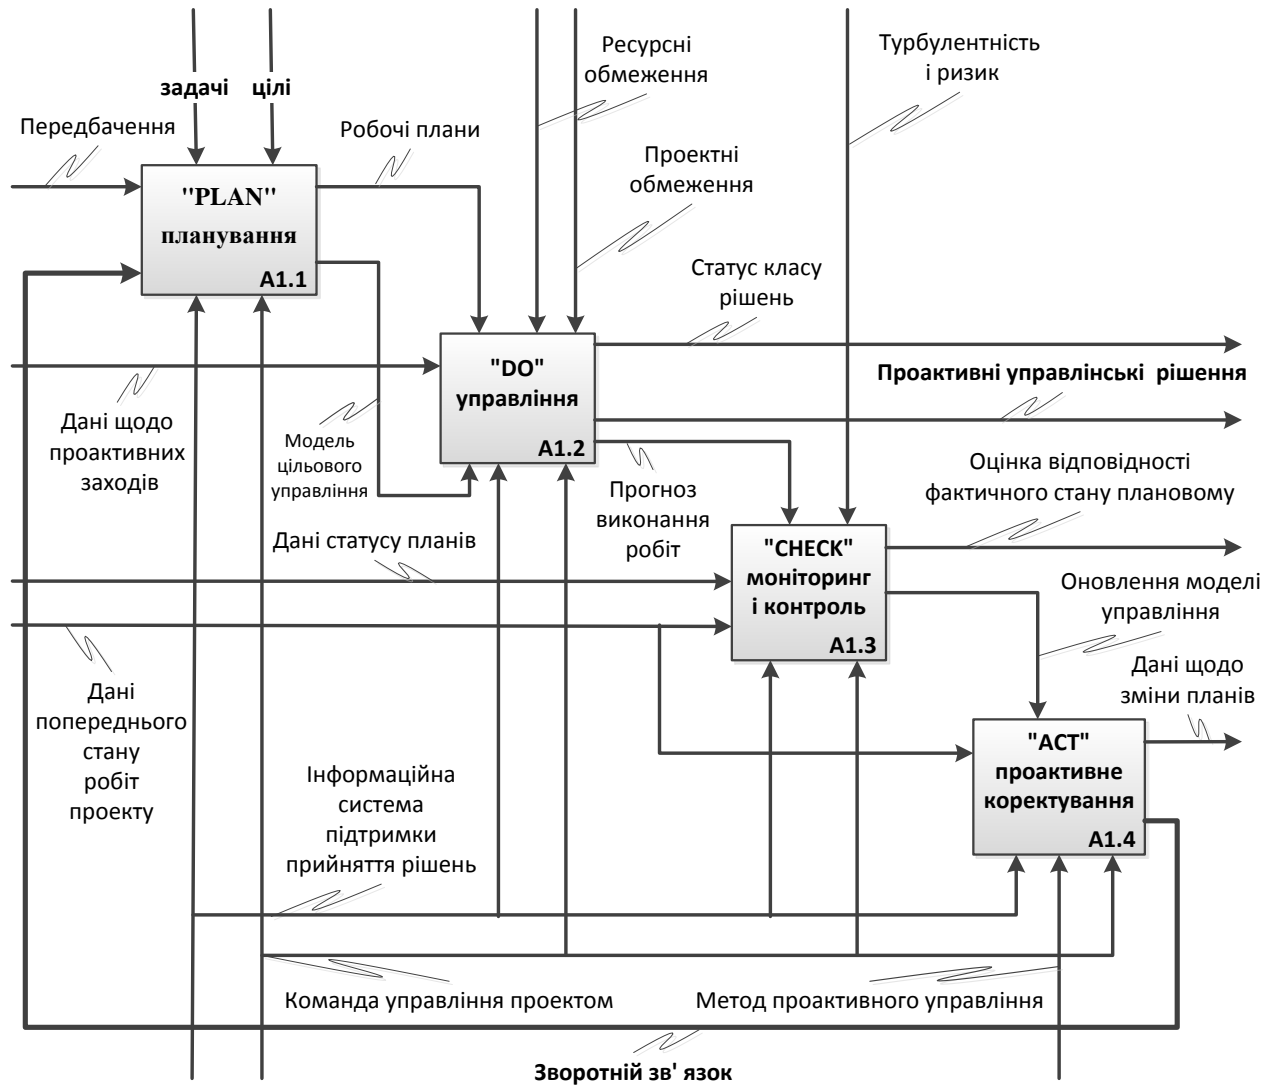 Ресурсні
обмеження
Турбулентність
і ризик
задачі цілі
Передбачення
Робочі плани
Проектні
обмеження
"PLAN"
планування
A1.1
Статус класу
рішень
"DO"
управління
A1.2
Проактивні управлінські рішення
Дані щодо
проактивних
заходів
Модель
цільового
управління
Прогноз
виконання
робіт
Оцінка відповідності
фактичного стану плановому
Дані статусу планів
"CHECK"
моніторинг
і контроль
A1.3
Оновлення моделі
управління
Дані щодо
зміни планів
Дані
попереднього
стану
робіт
проекту
"ACT"
проактивне
коректування
A1.4
Інформаційна
система
підтримки
прийняття рішень
Команда управління проектом
Метод проактивного управління
Зворотній зв' язок